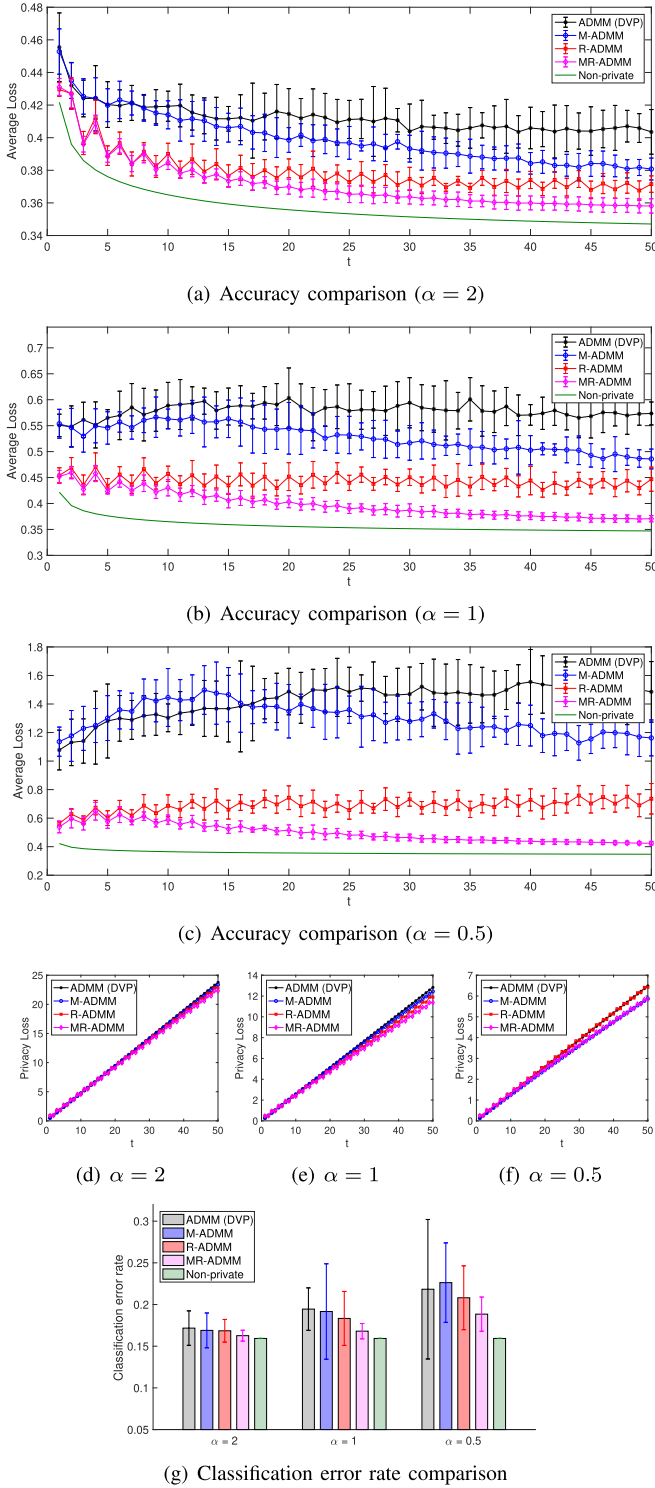 0.48
0.46
0.44
0.42
0.4
0.38
0.36
0.34
Average Loss
0 5 10 15 20 25 30 35 40 45 50
t
ADMM (DVP)
M-ADMM
R-ADMM
MR-ADMM
Non-private
(a) Accuracy comparison (α = 2)
0.7
0.65
0.6
0.55
0.5
0.45
0.4
0.35
0.3
Average Loss
0 5 10 15 20 25 30 35 40 45 50
t
ADMM (DVP)
M-ADMM
R-ADMM
MR-ADMM
Non-private
(b) Accuracy comparison (α = 1)
1.8
1.6
1.4
1.2
1
0.8
0.6
0.4
0.2
Average Loss
0 5 10 15 20 25 30 35 40 45 50
t
ADMM (DVP)
M-ADMM
R-ADMM
MR-ADMM
Non-private
(c) Accuracy comparison (α = 0.5)
25
20
15
10
5
0
Privacy Loss
0 10 20 30 40 50
t
ADMM (DVP)
M-ADMM
R-ADMM
MR-ADMM
(d) α = 2
14
12
10
8
6
4
2
0
Privacy Loss
0 10 20 30 40 50
t
ADMM (DVP)
M-ADMM
R-ADMM
MR-ADMM
(e) α = 1
7
6
5
4
3
2
1
0
Privacy Loss
0 10 20 30 40 50
t
ADMM (DVP)
M-ADMM
R-ADMM
MR-ADMM
(f) α = 0.5
0.3
0.25
0.2
0.15
0.1
0.05
Classification error rate
ADMM (DVP)
M-ADMM
R-ADMM
MR-ADMM
Non-private
α = 2 α = 1 α = 0.5
(g) Classification error rate comparison